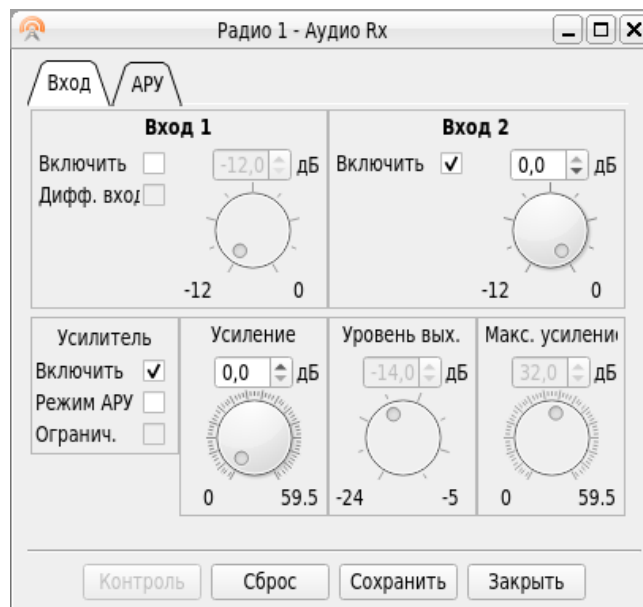 Радио 1 - Аудио Rx
Вход АРУ
Вход 1 Вход 2
Включить -12,0 дБ Включить 0,0 дБ
Дифф. вход
-12 0 -12 0
Усилитель Усиление Уровень вых. Макс. усиление
Включить 0,0 дБ -14,0 дБ 32,0 дБ
Режим АРУ
Огранич.
0 59.5 -24 -5 0 59.5
Контроль Сброс Сохранить Закрыть